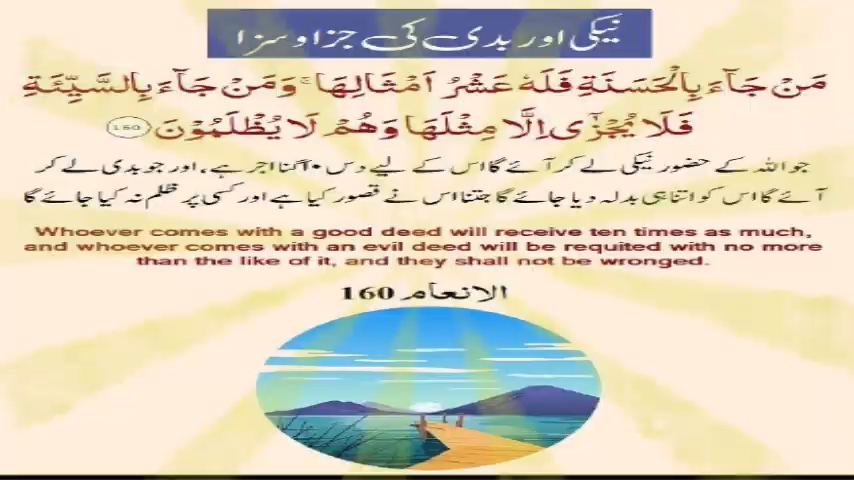 نیکی اور بدی کی جزا و سزا
مَنۡ جَآءَ بِالۡحَسَنَةِ فَلَهٗ عَشۡرُ اَمۡثَالِهَا‌ ۚ وَمَنۡ جَآءَ بِالسَّيِّئَةِ
فَلَا يُجۡزٰٓى اِلَّا مِثۡلَهَا وَهُمۡ لَا يُظۡلَمُوۡنَ ‏﴿160﴾
جو اللہ کے حضور نیکی لے کر آئے گا اس کے لیے دس ۱۰ گنا اجر ہے، اور جو بدی لے کر
آئے گا اس کو اتنا ہی بدلہ دیا جائے گا جتنا اس نے قصور کیا ہے اور کسی پر ظلم نہ کیا جائے گا
Whoever comes with a good deed will receive ten times as much,
and whoever comes with an evil deed will be requited with no more
than the like of it, and they shall not be wronged.
الانعام 160